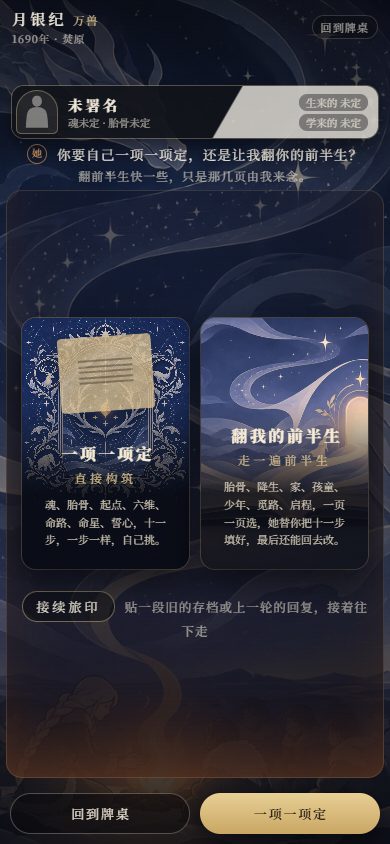 月银纪 万兽
1690年·焚原
回到牌桌
未署名
魂未定·胎骨未定
生来的 未定
学来的 未定
她
你要自己一项一项定，还是让我翻你的前半生？
翻前半生快一些，只是那几页由我来念。
一项一项定
直接构筑
魂、胎骨、起点、六维、
命路、命星、誓心，十一
步，一步一样，自己挑。
翻我的前半生
走一遍前半生
胎骨、降生、家、孩童、
少年、觅路、启程，一页
一页选，她替你把十一步
填好，最后还能回去改。
接续旅印
贴一段旧的存档或上一轮的回复，接着往
下走
回到牌桌
一项一项定